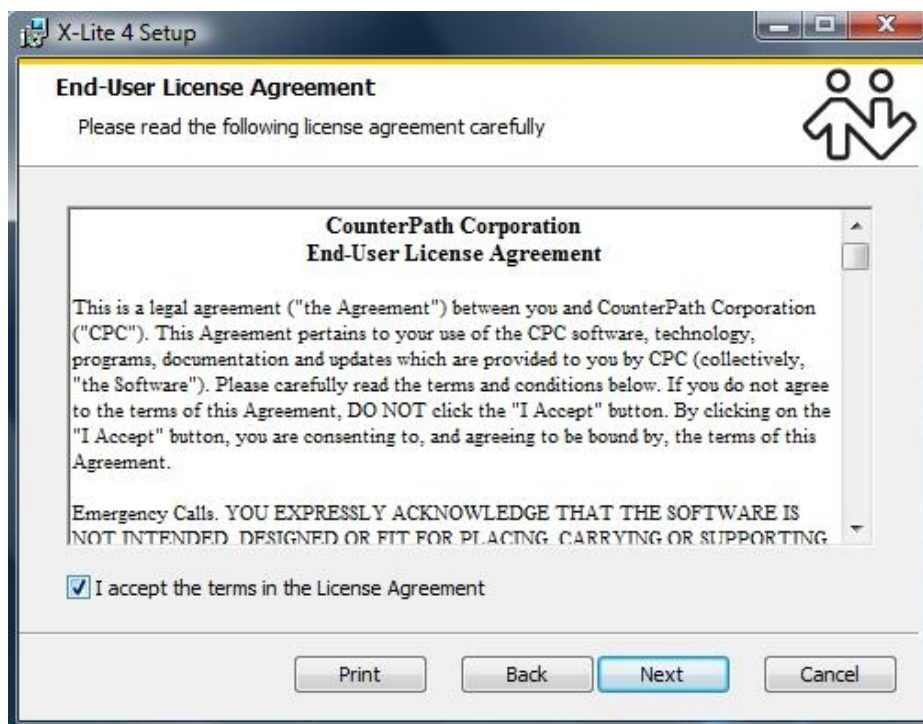 X-Lite 4 Setup
End-User License Agreement
Please read the following license agreement carefully
CounterPath Corporation
End-User License Agreement
This is a legal agreement ("the Agreement") between you and CounterPath Corporation
("CPC"). This Agreement pertains to your use of the CPC software, technology,
programs, documentation and updates which are provided to you by CPC (collectively,
"the Software"). Please carefully read the terms and conditions below. If you do not agree
to the terms of this Agreement, DO NOT click the "I Accept" button. By clicking on the
"I Accept" button, you are consenting to, and agreeing to be bound by, the terms of this
Agreement.
Emergency Calls. YOU EXPRESSLY ACKNOWLEDGE THAT THE SOFTWARE IS
NOT INTENDED, DESIGNED OR FIT FOR PLACING, CARRYING OR SUPPORTING
I accept the terms in the License Agreement
Print Back Next Cancel